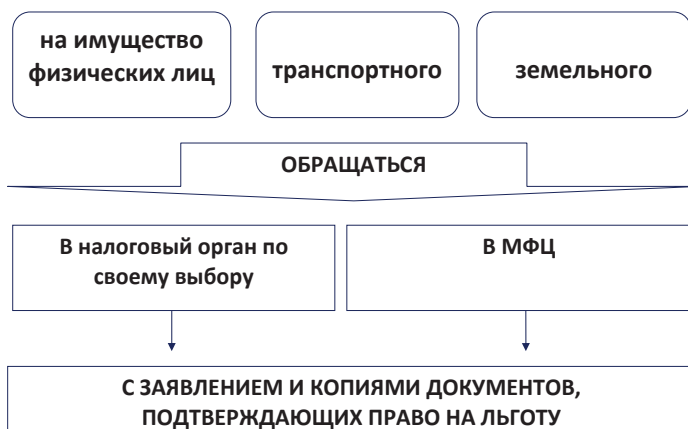 на имущество
физических лиц
транспортного
земельного
ОБРАЩАТЬСЯ
В налоговый орган по
своему выбору
В МФЦ
С ЗАЯВЛЕНИЕМ И КОПИЯМИ ДОКУМЕНТОВ,
ПОДТВЕРЖДАЮЩИХ ПРАВО НА ЛЬГОТУ